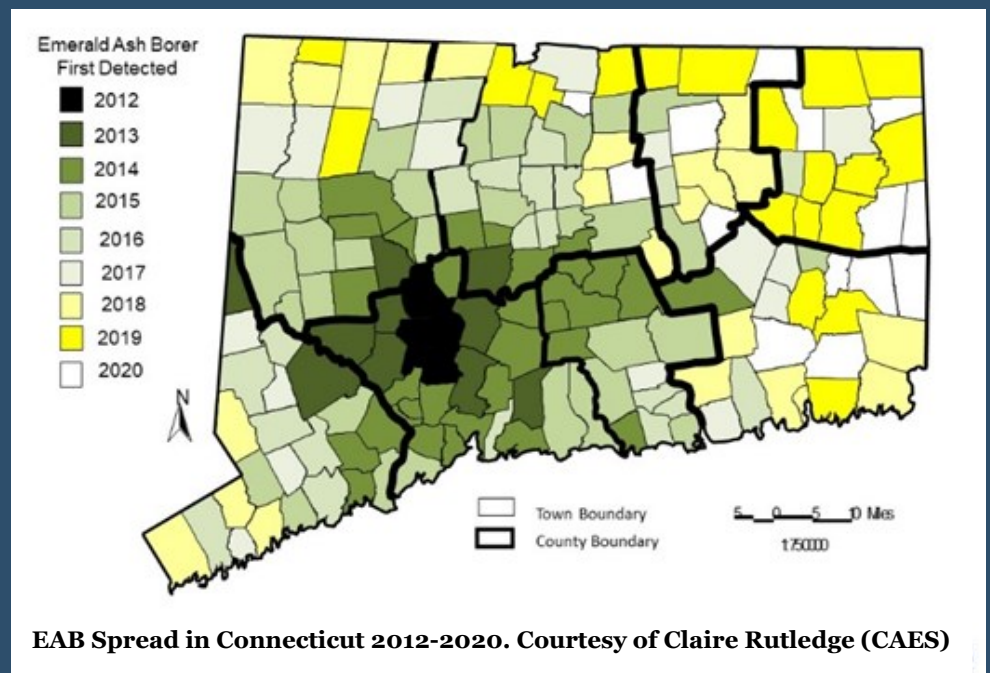 Emerald Ash Borer
First Detected
2012
2013
2014
2015
2016
2017
2018
2019
2020
N
Town Boundary
County Boundary
5 0 5 10 Miles
1:750000
EAB Spread in Connecticut 2012-2020. Courtesy of Claire Rutledge (CAES)